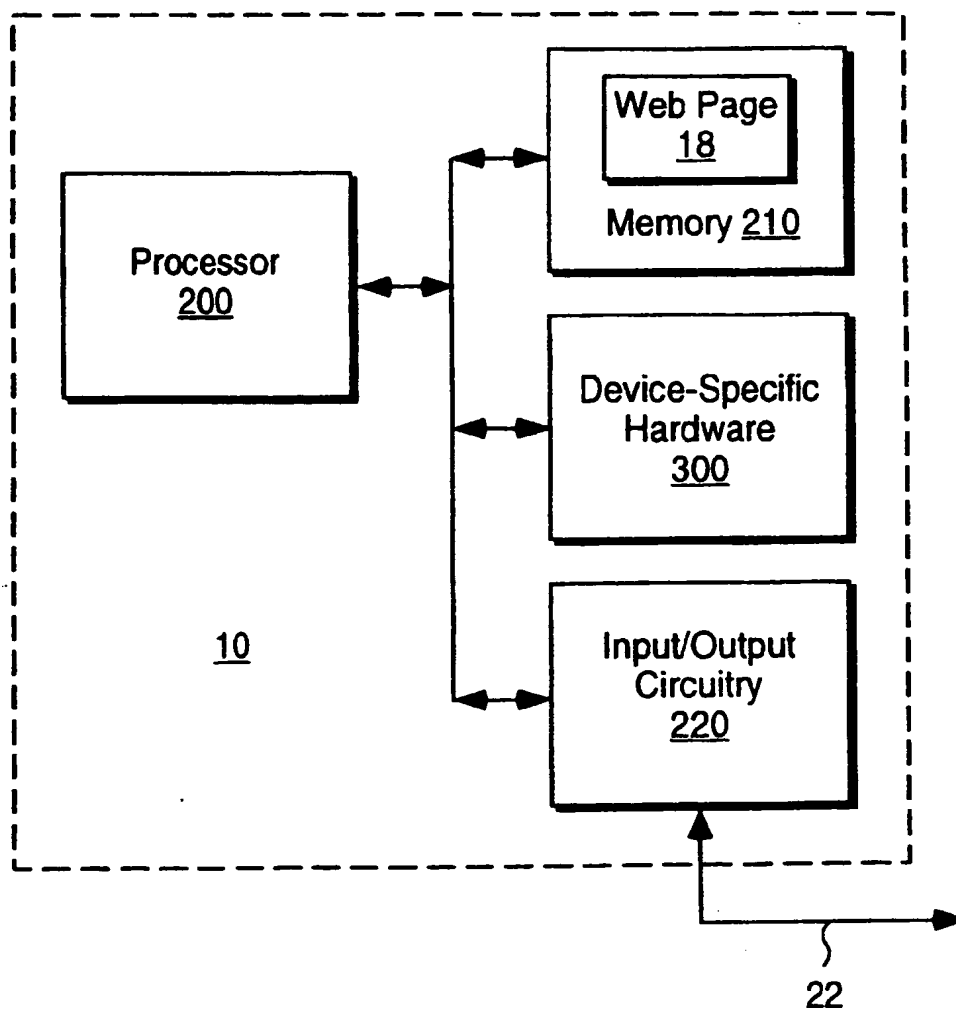 Web Page
18
Memory 210
Processor
200
Device-Specific
Hardware
300
10
Input/Output
Circuitry
220
22